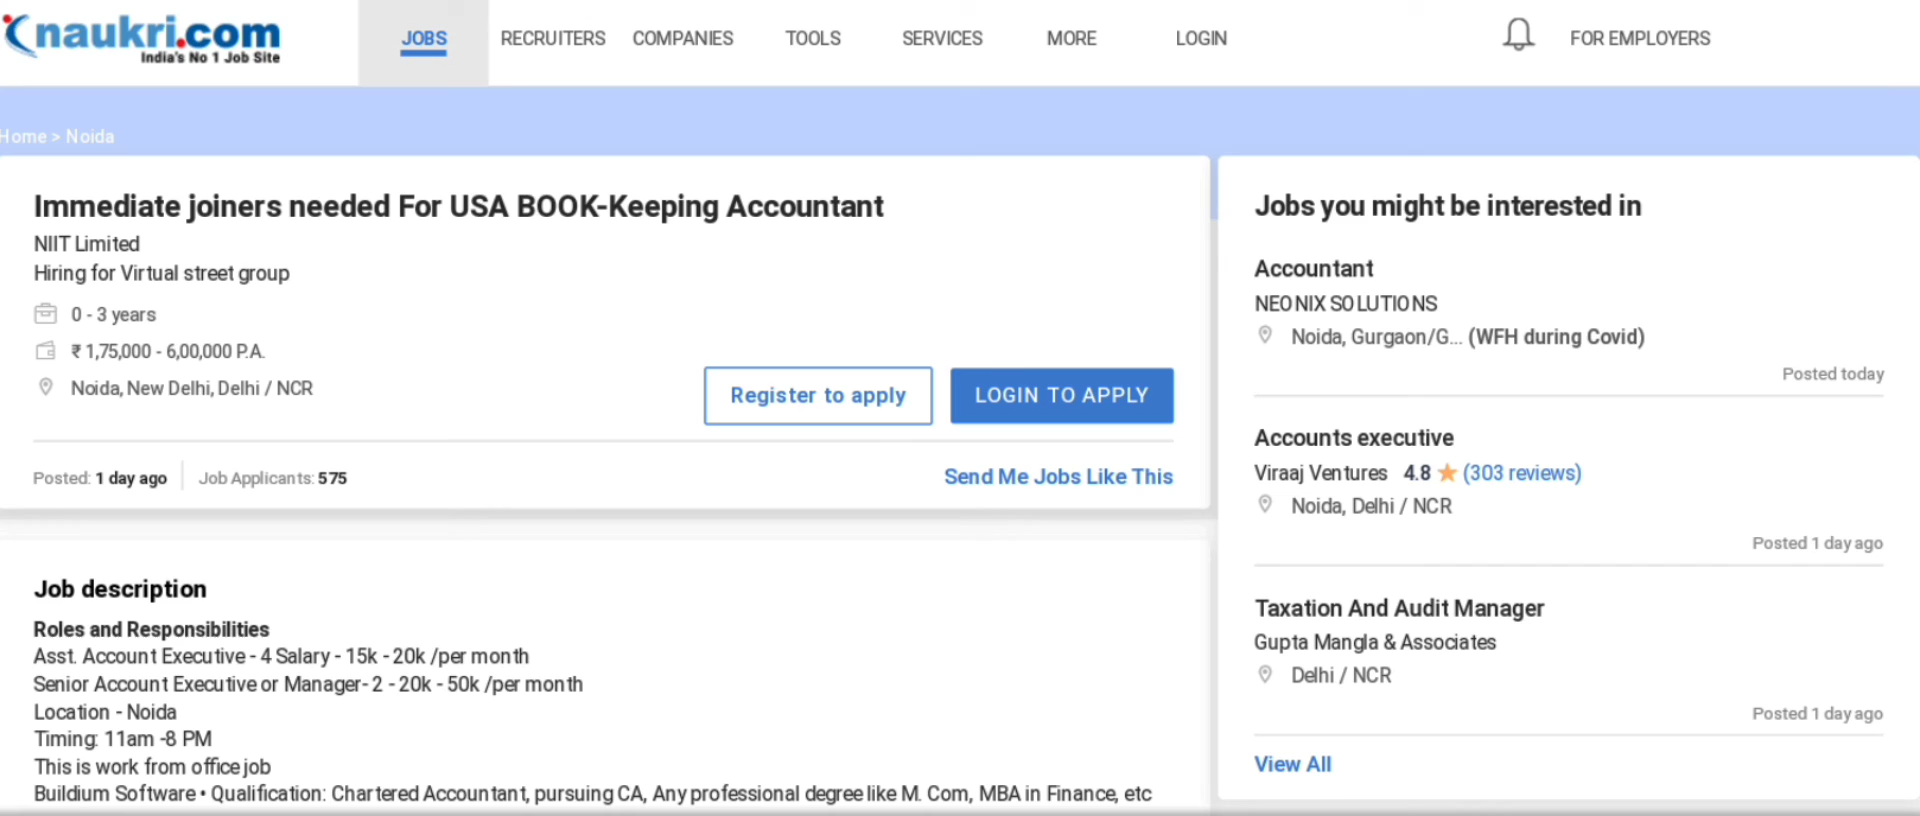 naukri.com
India's No 1 Job Site
JOBS RECRUITERS COMPANIES TOOLS SERVICES MORE LOGIN FOR EMPLOYERS
Home > Noida
Immediate joiners needed For USA BOOK-Keeping Accountant
NIIT Limited
Hiring for Virtual street group
0 - 3 years
₹ 1,75,000 - 6,00,000 P.A.
Noida, New Delhi, Delhi / NCR
Register to apply LOGIN TO APPLY
Posted: 1 day ago Job Applicants: 575 Send Me Jobs Like This
Job description
Roles and Responsibilities
Asst. Account Executive - 4 Salary - 15k - 20k /per month
Senior Account Executive or Manager- 2 - 20k - 50k /per month
Location - Noida
Timing: 11am -8 PM
This is work from office job
Buildium Software • Qualification: Chartered Accountant, pursuing CA, Any professional degree like M. Com, MBA in Finance, etc
Jobs you might be interested in
Accountant
NEONIX SOLUTIONS
Noida, Gurgaon/G... (WFH during Covid)
Posted today
Accounts executive
Viraaj Ventures 4.8 ★ (303 reviews)
Noida, Delhi / NCR
Posted 1 day ago
Taxation And Audit Manager
Gupta Mangla & Associates
Delhi / NCR
Posted 1 day ago
View All